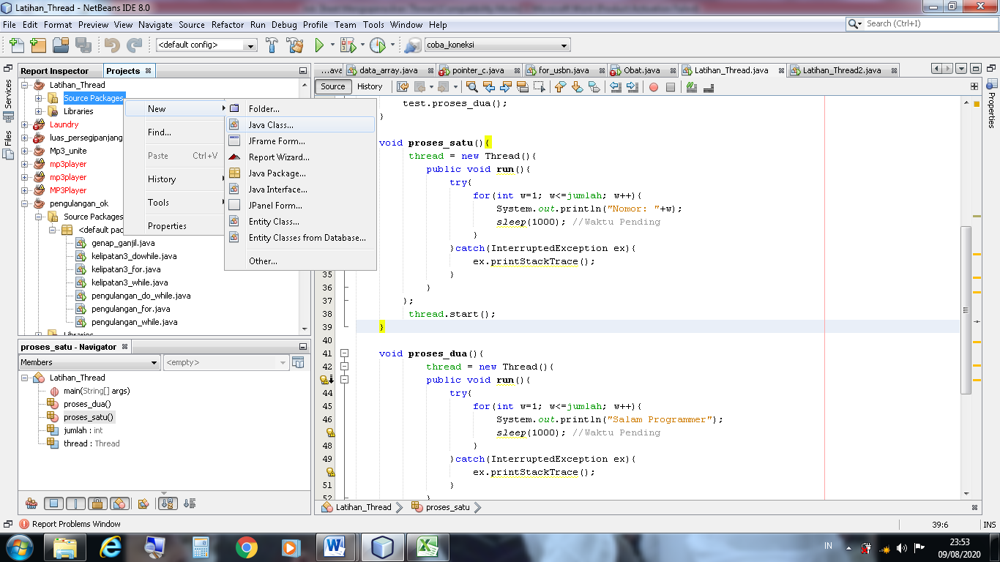 Latihan_Thread - NetBeans IDE 8.0
File Edit Format Preview View Navigate Source Refactor Run Debug Profile Team Tools Window Help
Search (Ctrl+I)
<default config>
coba_koneksi
Services
Files
Report Inspector Projects
Latihan_Thread
Source Packages
Libraries
Laundry
luas_persegipanjang
Mp3_unite
mp3player
mp3player
MP3Player
pengulangan_ok
Source Packages
<default pac
genap_ganjil.java
kelipatan3_dowhile.java
kelipatan3_for.java
kelipatan3_while.java
pengulangan_do_while.java
pengulangan_for.java
pengulangan_while.java
Libraries
New
Find...
Paste Ctrl+V
History
Tools
Properties
Folder...
Java Class...
JFrame Form...
Report Wizard...
Java Package...
Java Interface...
JPanel Form...
Entity Class...
Entity Classes from Database...
Other...
proses_satu - Navigator
Members
<empty>
Latihan_Thread
main(String[] args)
proses_dua()
proses_satu()
jumlah : int
thread : Thread
...ava data_array.java pointer_c.java for_usbn.java Obat.java Latihan_Thread.java Latihan_Thread2.java
Source History
Properties
test.proses_dua();
}
void proses_satu(){
thread = new Thread(){
public void run(){
try{
for(int w=1; w<=jumlah; w++){
System.out.println("Nomor: "+w);
sleep(1000); //Waktu Pending
}
}catch(InterruptedException ex){
ex.printStackTrace();
35 }
36 }
37 };
38 thread.start();
39 }
40
41 void proses_dua(){
42 thread = new Thread(){
public void run(){
44 try{
45 for(int w=1; w<=jumlah; w++){
46 System.out.println("Salam Programmer");
sleep(1000); //Waktu Pending
48 }
49 }catch(InterruptedException ex){
ex.printStackTrace();
51 }
52 }
Latihan_Thread proses_satu
Report Problems Window
39:6 INS
IN
23:53
09/08/2020